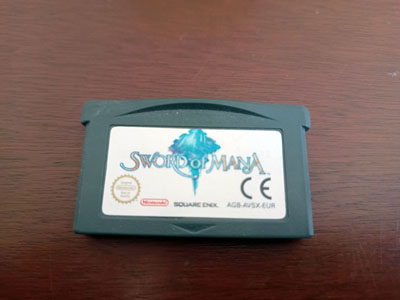 SWORD OF MANA
Nintendo
SQUARE ENIX
AGB-AVSX-EUR
CE